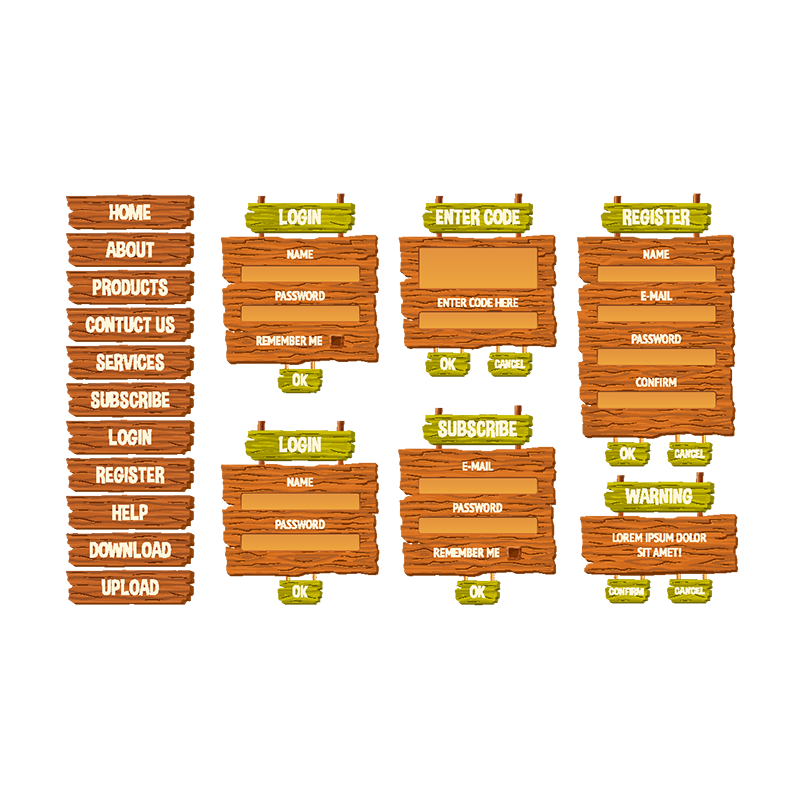 HOME
ABOUT
PRODUCTS
CONTUCT US
SERVICES
SUBSCRIBE
LOGIN
REGISTER
HELP
DOWNLOAD
UPLOAD
LOGIN
NAME
PASSWORD
REMEMBER ME
OK
LOGIN
NAME
PASSWORD
OK
ENTER CODE
ENTER CODE HERE
OK
CANCEL
SUBSCRIBE
E-MAIL
PASSWORD
REMEMBER ME
OK
REGISTER
NAME
E-MAIL
PASSWORD
CONFIRM
OK
CANCEL
WARNING
LOREM IPSUM DOLOR
SIT AMET!
CONFIRM
CANCEL